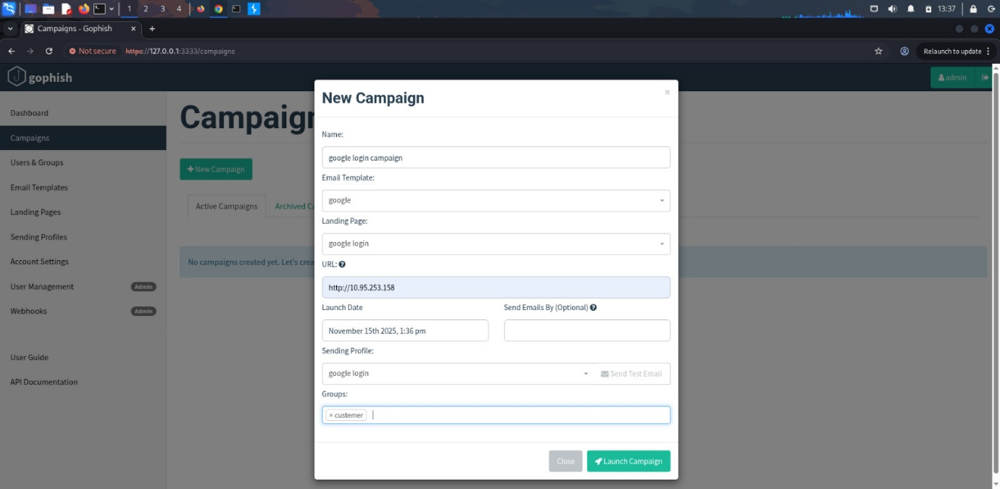 1 2 3 4 13:37
Campaigns - Gophish × +
Not secure https://127.0.0.1:3333/campaigns Relaunch to update
gophish admin
Dashboard
Campaigns
Users & Groups
Email Templates
Landing Pages
Sending Profiles
Account Settings
User Management Admin
Webhooks Admin
User Guide
API Documentation
Campaign
+ New Campaign
Active Campaigns Archived Ca
No campaigns created yet. Let's crea
New Campaign ×
Name:
google login campaign
Email Template:
google
Landing Page:
google login
URL: ?
http://10.95.253.158
Launch Date Send Emails By (Optional) ?
November 15th 2025, 1:36 pm
Sending Profile:
google login Send Test Email
Groups:
× custemer
Close Launch Campaign